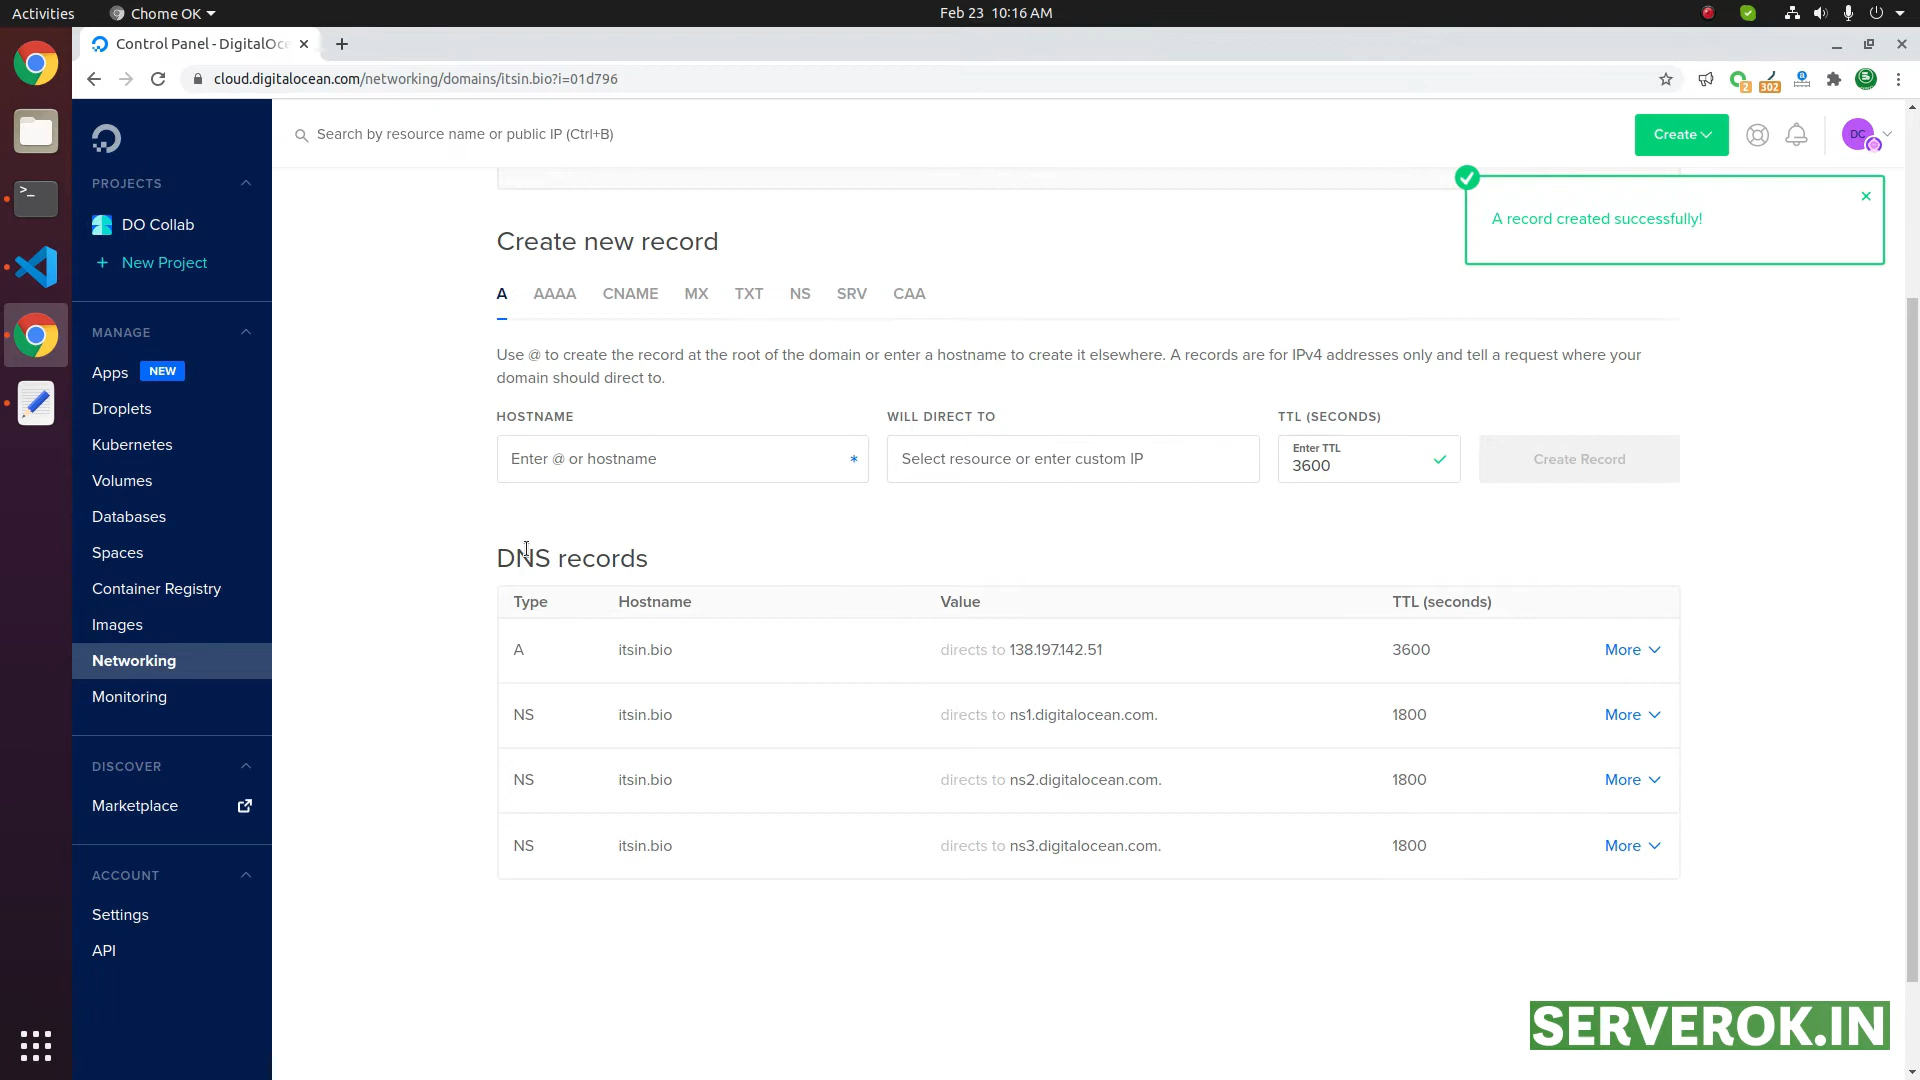 Activities
Chome OK
Feb 23 10:16 AM
Control Panel - DigitalOce
cloud.digitalocean.com/networking/domains/itsin.bio?i=01d796
2
302
Search by resource name or public IP (Ctrl+B)
Create
DC
PROJECTS
DO Collab
+ New Project
MANAGE
Apps NEW
Droplets
Kubernetes
Volumes
Databases
Spaces
Container Registry
Images
Networking
Monitoring
DISCOVER
Marketplace
ACCOUNT
Settings
API
A record created successfully!
Create new record
A AAAA CNAME MX TXT NS SRV CAA
Use @ to create the record at the root of the domain or enter a hostname to create it elsewhere. A records are for IPv4 addresses only and tell a request where your
domain should direct to.
HOSTNAME WILL DIRECT TO TTL (SECONDS)
Enter @ or hostname *
Select resource or enter custom IP
Enter TTL
3600
Create Record
DNS records
Type Hostname Value TTL (seconds)
A itsin.bio directs to 138.197.142.51 3600 More
NS itsin.bio directs to ns1.digitalocean.com. 1800 More
NS itsin.bio directs to ns2.digitalocean.com. 1800 More
NS itsin.bio directs to ns3.digitalocean.com. 1800 More
SERVEROK.IN